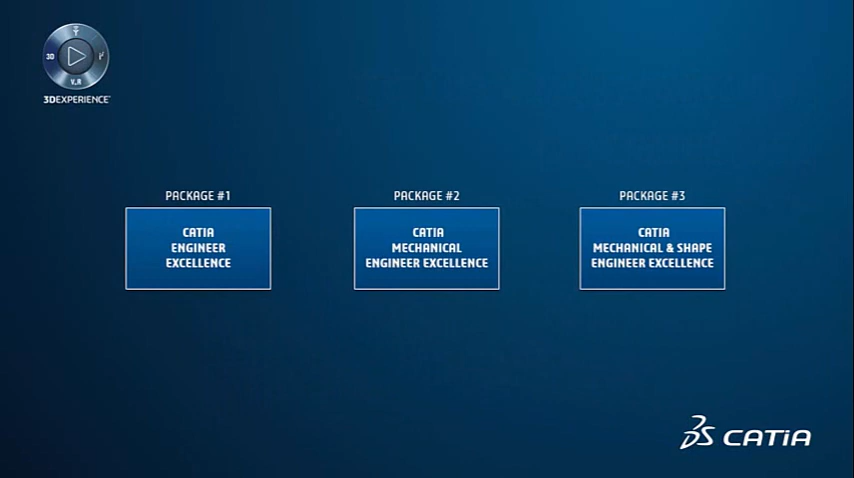 3D
V.R
3DEXPERIENCE
PACKAGE #1
CATIA
ENGINEER
EXCELLENCE
PACKAGE #2
CATIA
MECHANICAL
ENGINEER EXCELLENCE
PACKAGE #3
CATIA
MECHANICAL & SHAPE
ENGINEER EXCELLENCE
DS CATIA